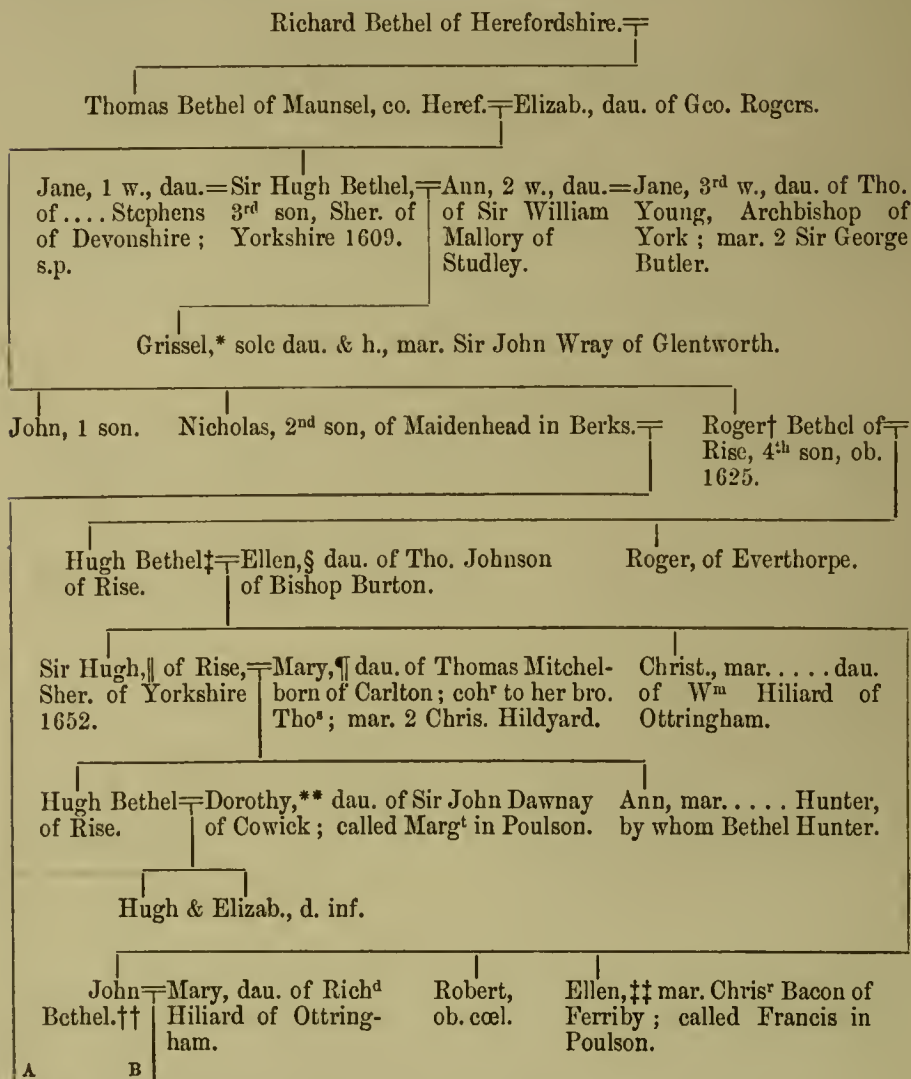 Richard Bethel of Herefordshire.
Thomas Bethel of Maunsel, co. Heref. Elizab., dau. of Geo. Rogers.
Jane, 1 w., dau.=Sir Hugh Bethel, Ann, 2 w., dau.=Jane, 3rd w., dau. of Tho.
of .... Stephens 3rd son, Sher. of of Sir William Young, Archbishop of
of Devonshire ; Yorkshire 1609. Mallory of York ; mar. 2 Sir George
s.p. Studley. Butler.
Grissel,* sole dau. & h., mar. Sir John Wray of Glentworth.
John, 1 son. Nicholas, 2nd son, of Maidenhead in Berks. Roger† Bethel of
Rise, 4th son, ob.
1625.
Hugh Bethel‡ Ellen,§ dau. of Tho. Johnson Roger, of Everthorpe.
of Rise. of Bishop Burton.
Sir Hugh,‖ of Rise, Mary,¶ dau. of Thomas Mitchel- Christ., mar. .... dau.
Sher. of Yorkshire born of Carlton ; cohr to her bro. of Wm Hiliard of
1652. Thos ; mar. 2 Chris. Hildyard. Ottringham.
Hugh Bethel Dorothy,** dau. of Sir John Dawnay Ann, mar. .... Hunter,
of Rise. of Cowick ; called Margt in Poulson. by whom Bethel Hunter.
Hugh & Elizab., d. inf.
John Mary, dau. of Richd Robert, Ellen,‡‡ mar. Chrisr Bacon of
Bethel.†† Hiliard of Ottring- ob. cœl. Ferriby ; called Francis in
ham. Poulson.
A B